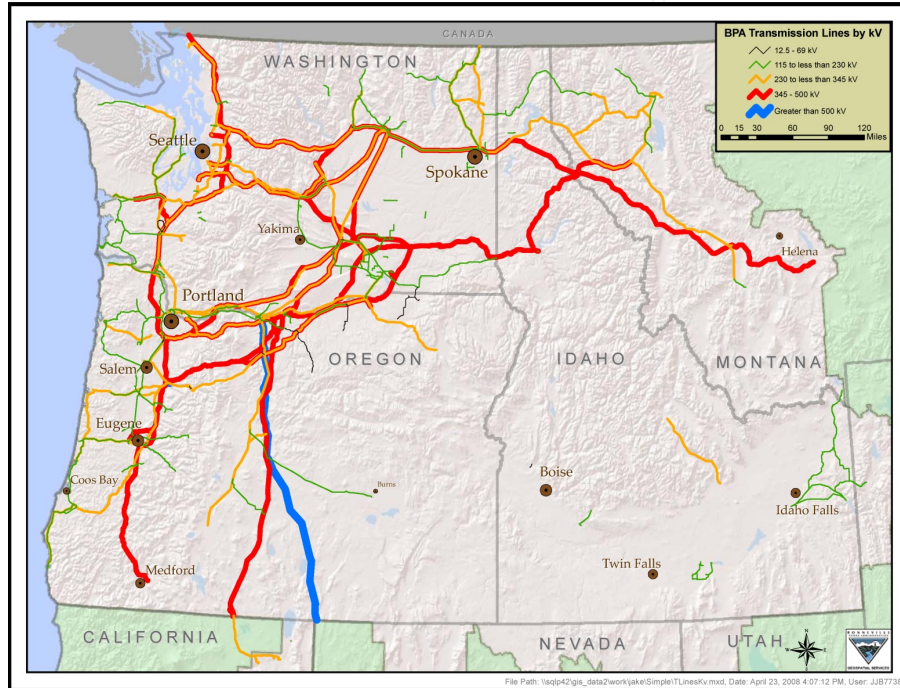 CANADA
BPA Transmission Lines by kV
12.5 - 69 kV
115 to less than 230 kV
230 to less than 345 kV
345 - 500 kV
Greater than 500 kV
0 15 30 60 90 120
Miles
WASHINGTON
Seattle
Spokane
Yakima
Helena
Portland
OREGON
IDAHO
MONTANA
Salem
Eugene
Coos Bay
Burns
Boise
Idaho Falls
Medford
Twin Falls
CALIFORNIA
NEVADA
UTAH
N
S
W
E
BONNEVILLE
GEOSPATIAL SERVICES
File Path: \\sqlp42\gis_data2\work\jake\Simple\TLinesKv.mxd, Date: April 23, 2008 4:07:12 PM, User: JJB7738